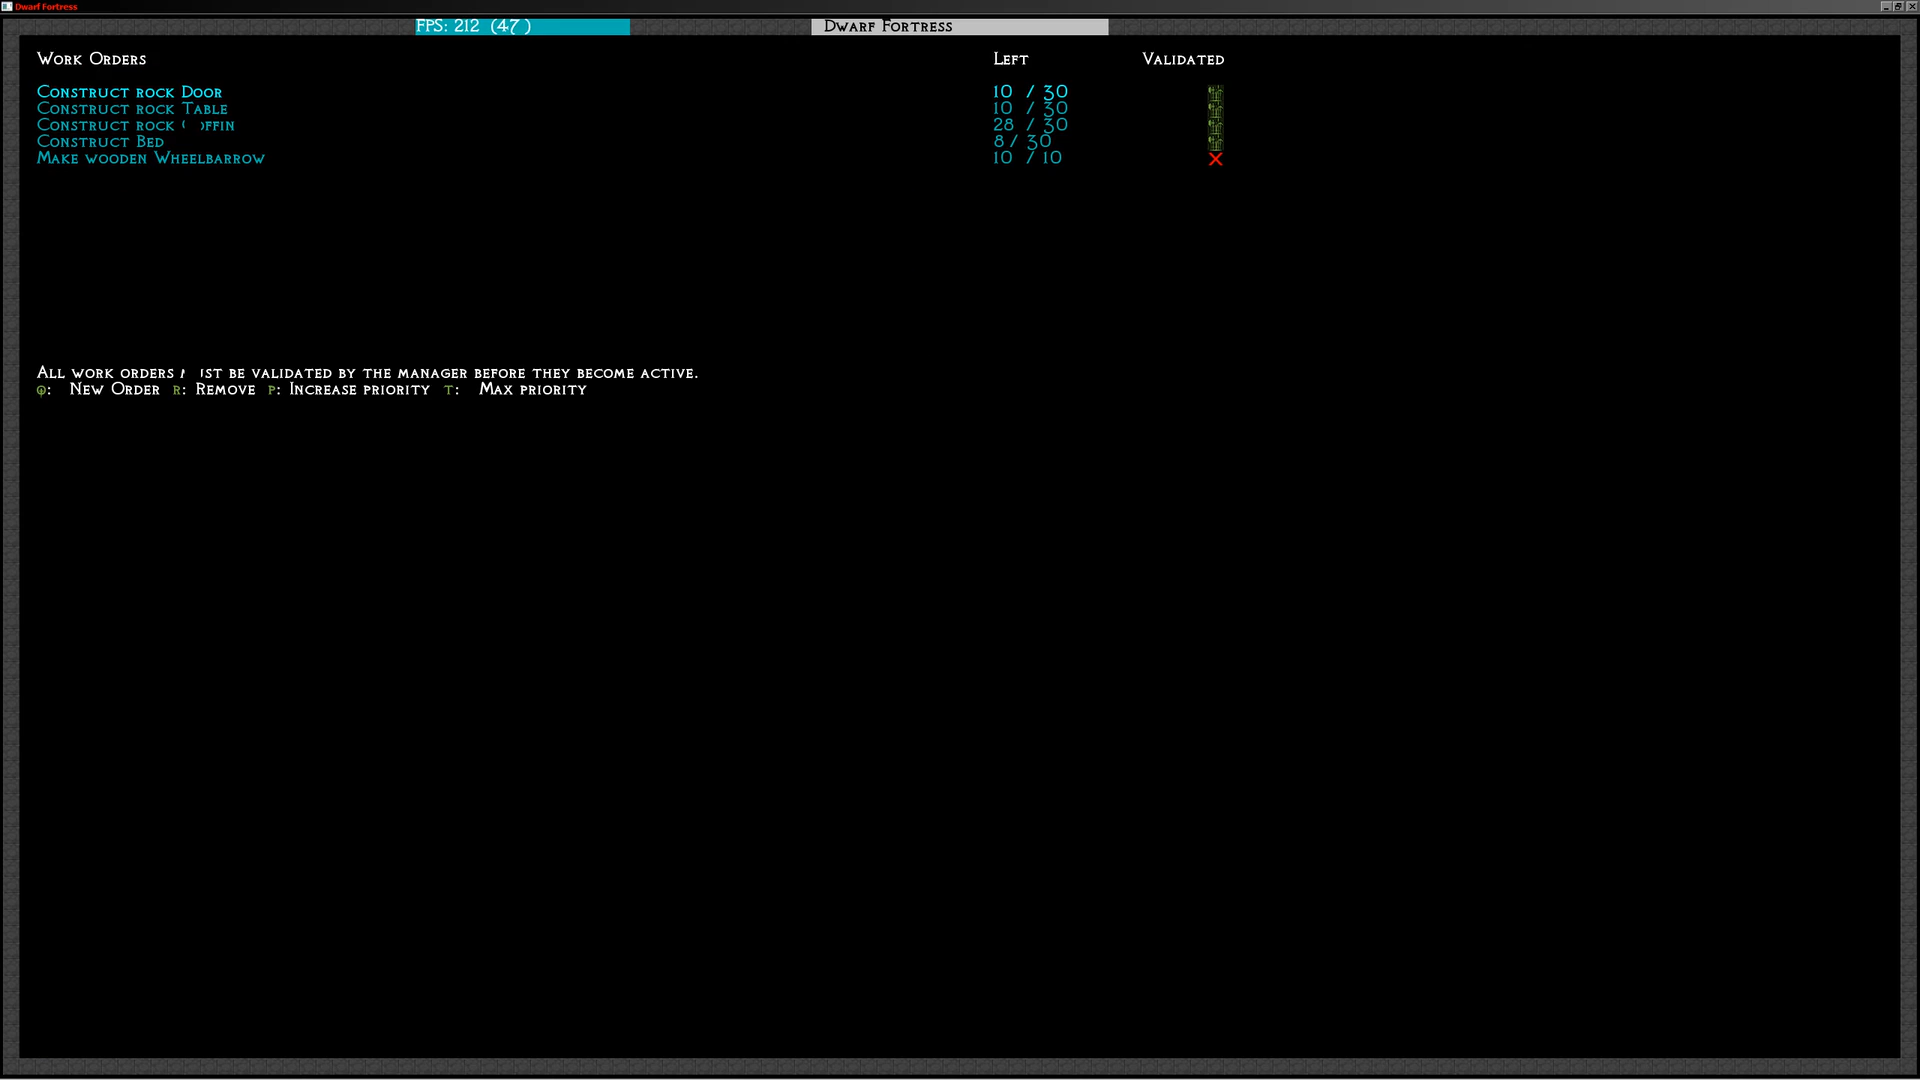 Dwarf Fortress
FPS: 212 (47)
Dwarf Fortress
Work Orders Left Validated
Construct rock Door 10 / 30
Construct rock Table 10 / 30
Construct rock 28 / 30
Construct Bed 8 / 30
Make wooden Wheelbarrow 10 / 10
All work orders be validated by the manager before they become active.
q: New Order r: Remove p: Increase priority t: Max priority